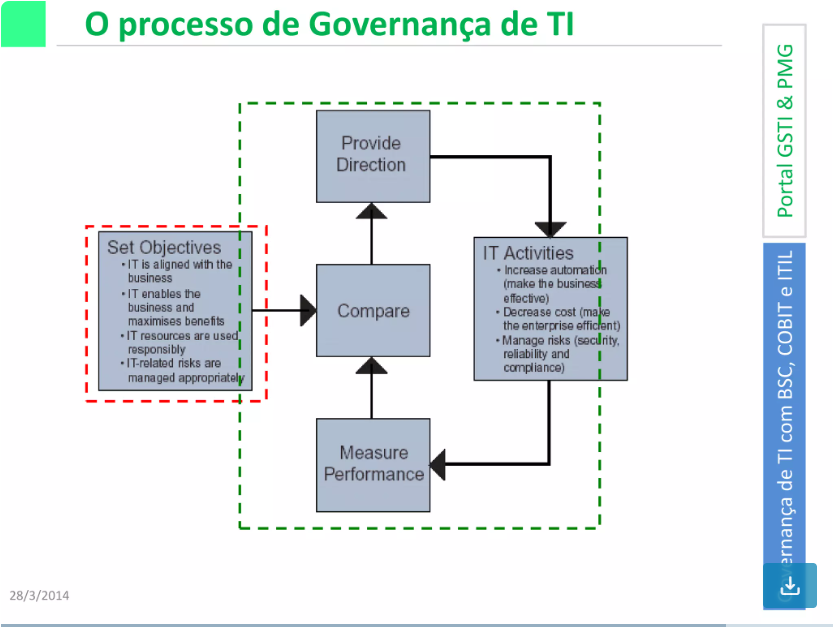 O processo de Governança de TI
Provide
Direction
Set Objectives
• IT is aligned with the
business
• IT enables the
business and
maximises benefits
• IT resources are used
responsibly
• IT-related risks are
managed appropriately
Compare
IT Activities
• Increase automation
(make the business
effective)
• Decrease cost (make
the enterprise efficient)
• Manage risks (security,
reliability and
compliance)
Measure
Performance
Portal GSTI & PMG
Governança de TI com BSC, COBIT e ITIL
28/3/2014